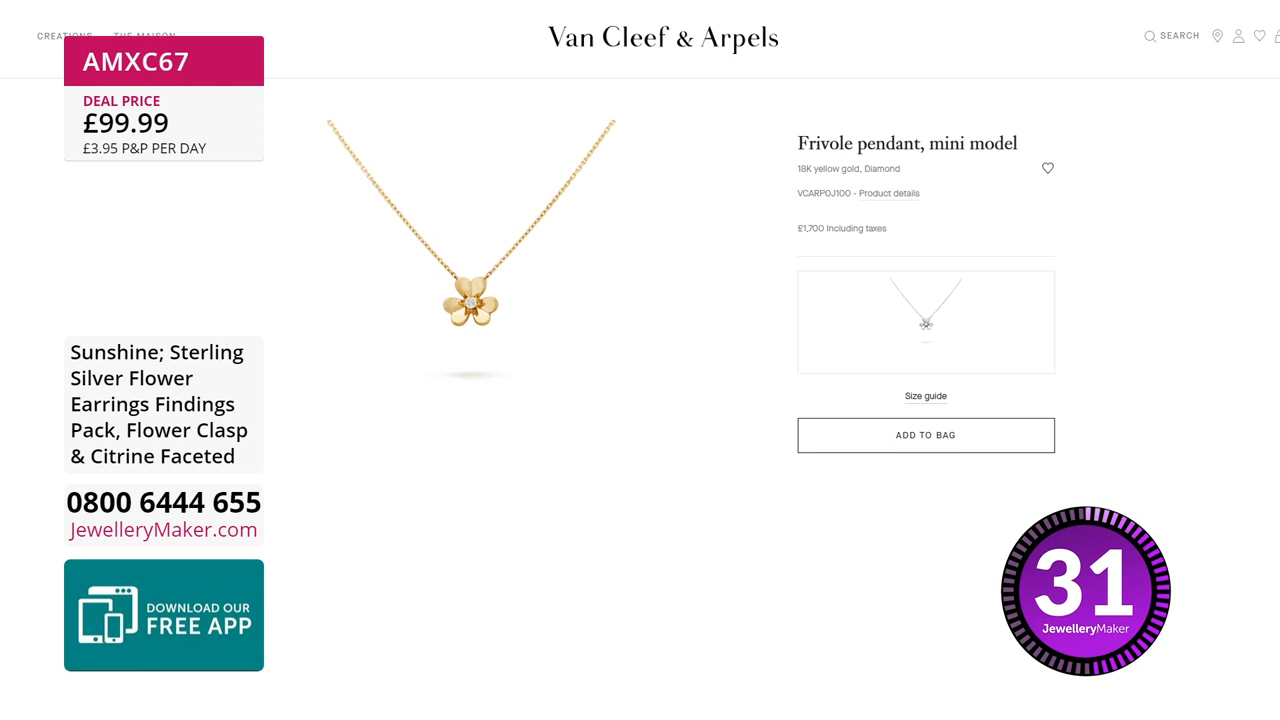 CREATIONS THE MAISON
Van Cleef & Arpels
SEARCH
AMXC67
DEAL PRICE
£99.99
£3.95 P&P PER DAY
Frivole pendant, mini model
18K yellow gold, Diamond
VCARP0J100 - Product details
£1,700 Including taxes
Size guide
ADD TO BAG
Sunshine; Sterling
Silver Flower
Earrings Findings
Pack, Flower Clasp
& Citrine Faceted
0800 6444 655
JewelleryMaker.com
DOWNLOAD OUR
FREE APP
31
JewelleryMaker